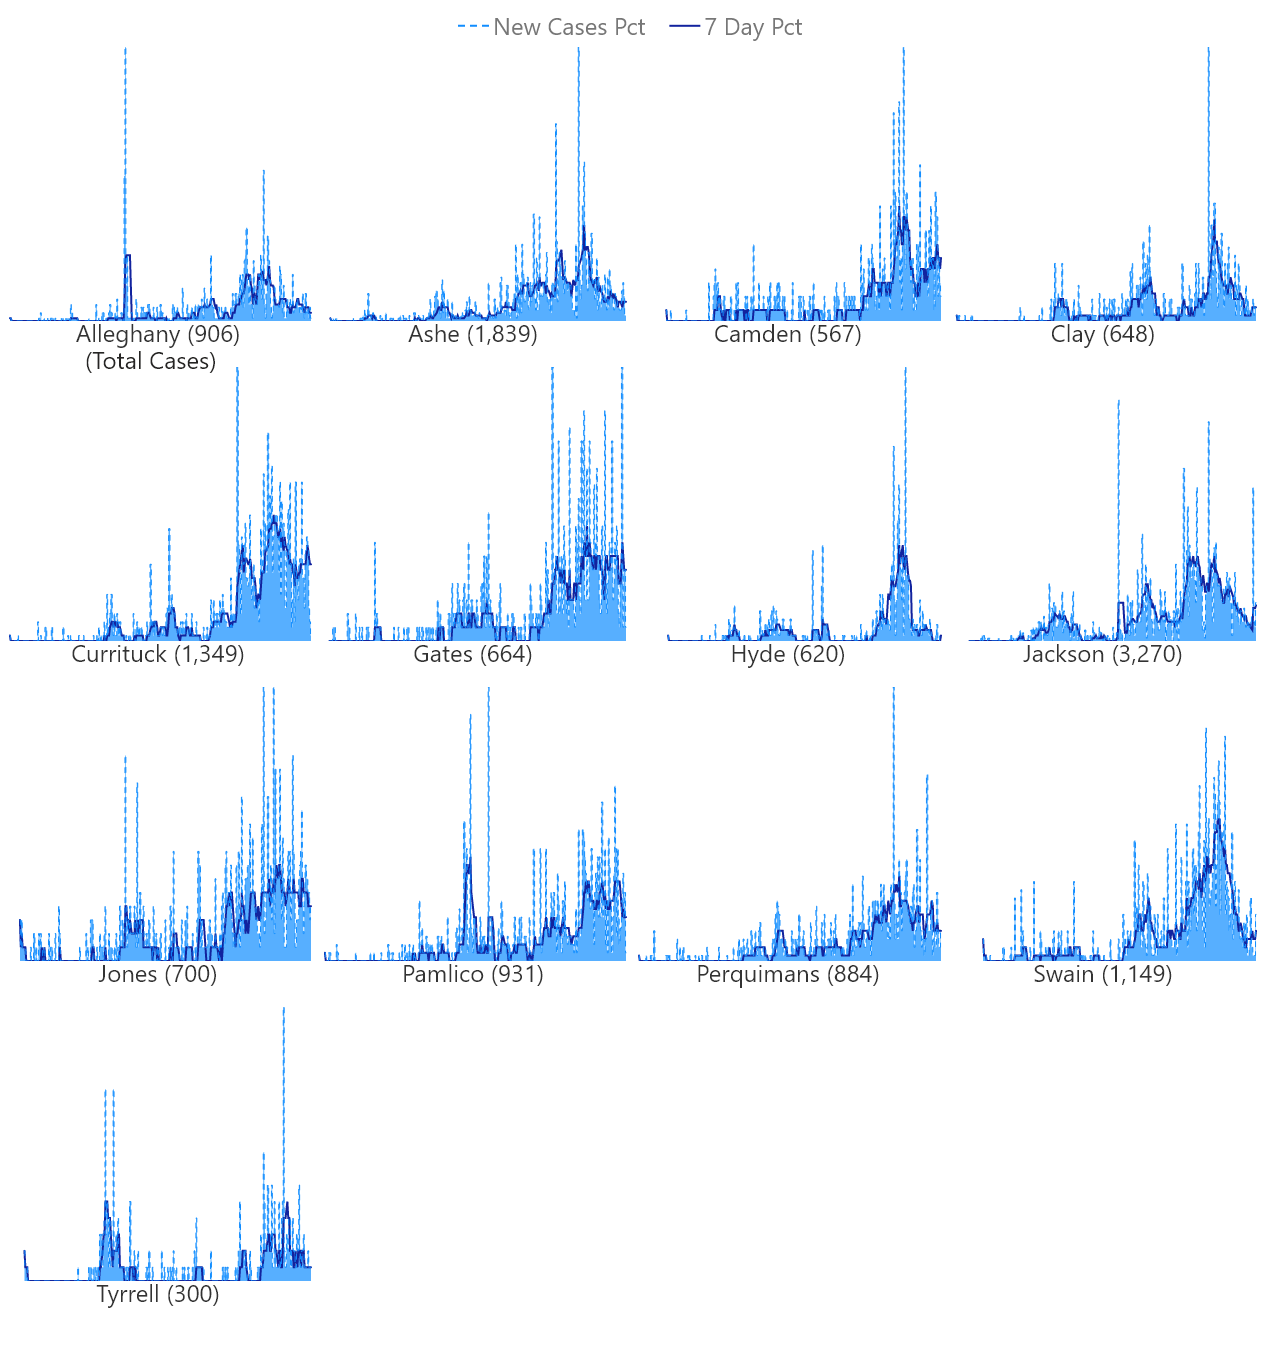 New Cases Pct 7 Day Pct
Alleghany (906)
(Total Cases)
Ashe (1,839)
Camden (567)
Clay (648)
Currituck (1,349)
Gates (664)
Hyde (620)
Jackson (3,270)
Jones (700)
Pamlico (931)
Perquimans (884)
Swain (1,149)
Tyrrell (300)